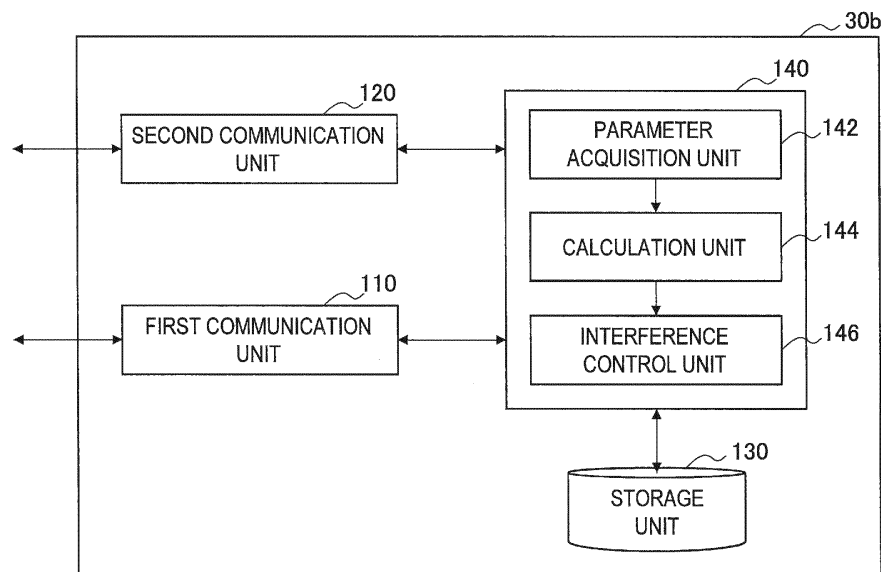 30b
140
120
SECOND COMMUNICATION
UNIT
PARAMETER
ACQUISITION UNIT
142
CALCULATION UNIT
144
110
FIRST COMMUNICATION
UNIT
INTERFERENCE
CONTROL UNIT
146
130
STORAGE
UNIT